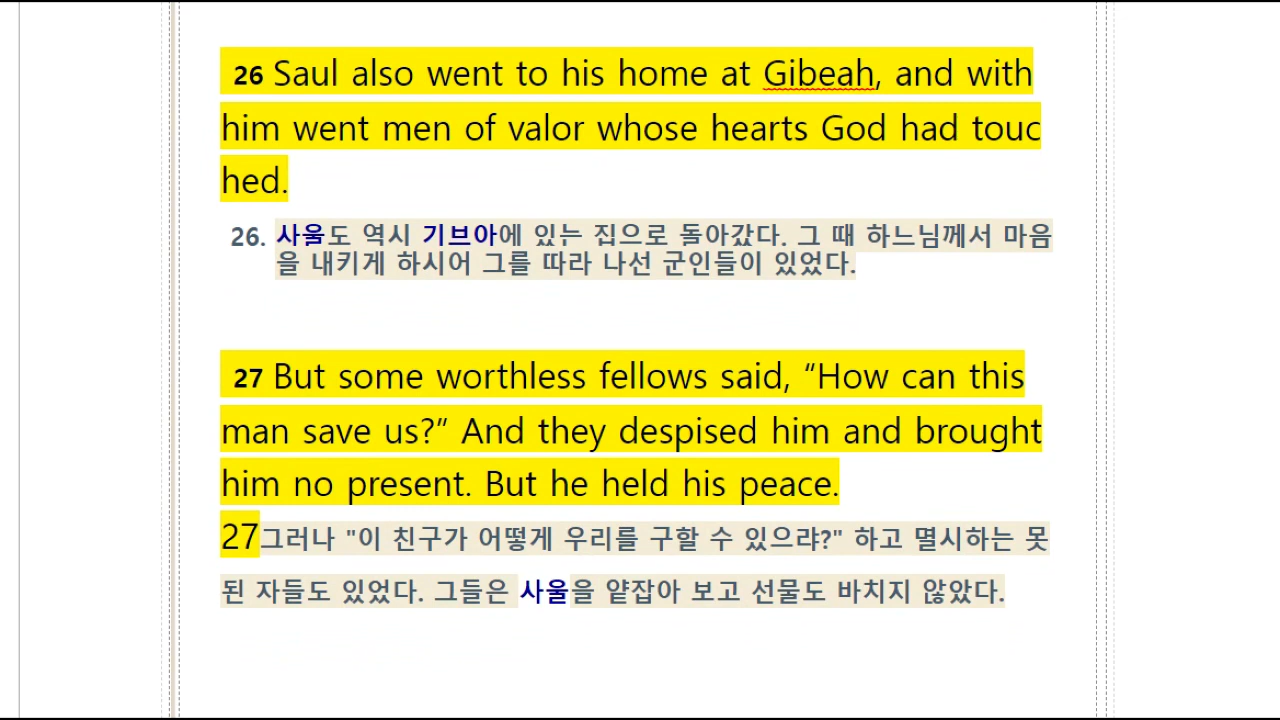 26 Saul also went to his home at Gibeah, and with
him went men of valor whose hearts God had touc
hed.
26. 사울도 역시 기브아에 있는 집으로 돌아갔다. 그 때 하느님께서 마음
을 내키게 하시어 그를 따라 나선 군인들이 있었다.
27 But some worthless fellows said, “How can this
man save us?” And they despised him and brought
him no present. But he held his peace.
27그러나 "이 친구가 어떻게 우리를 구할 수 있으랴?" 하고 멸시하는 못
된 자들도 있었다. 그들은 사울을 얕잡아 보고 선물도 바치지 않았다.